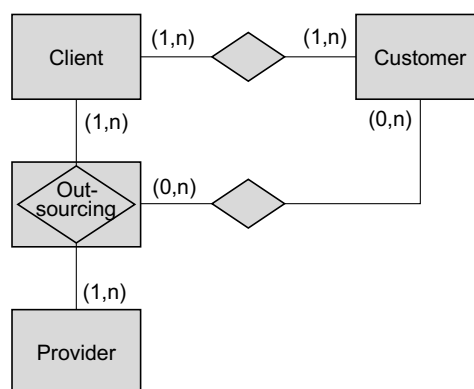 Client
(1,n)
(1,n)
Customer
(1,n)
(0,n)
Out-
sourcing
(0,n)
(1,n)
Provider